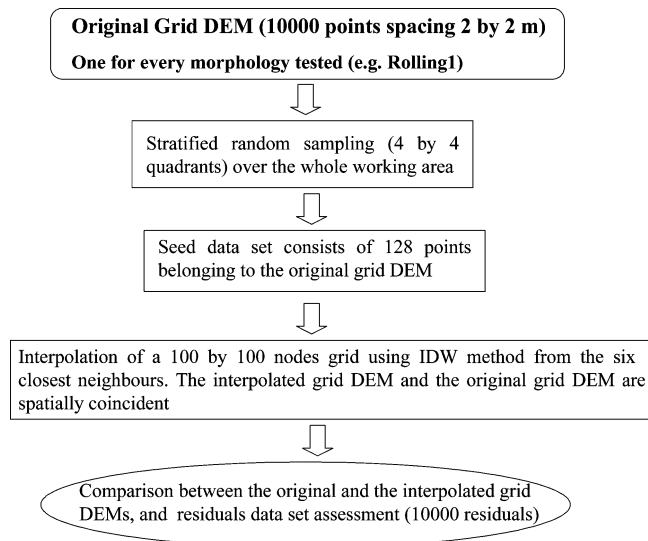 Original Grid DEM (10000 points spacing 2 by 2 m)
One for every morphology tested (e.g. Rolling1)
Stratified random sampling (4 by 4
quadrants) over the whole working area
Seed data set consists of 128 points
belonging to the original grid DEM
Interpolation of a 100 by 100 nodes grid using IDW method from the six
closest neighbours. The interpolated grid DEM and the original grid DEM are
spatially coincident
Comparison between the original and the interpolated grid
DEMs, and residuals data set assessment (10000 residuals)